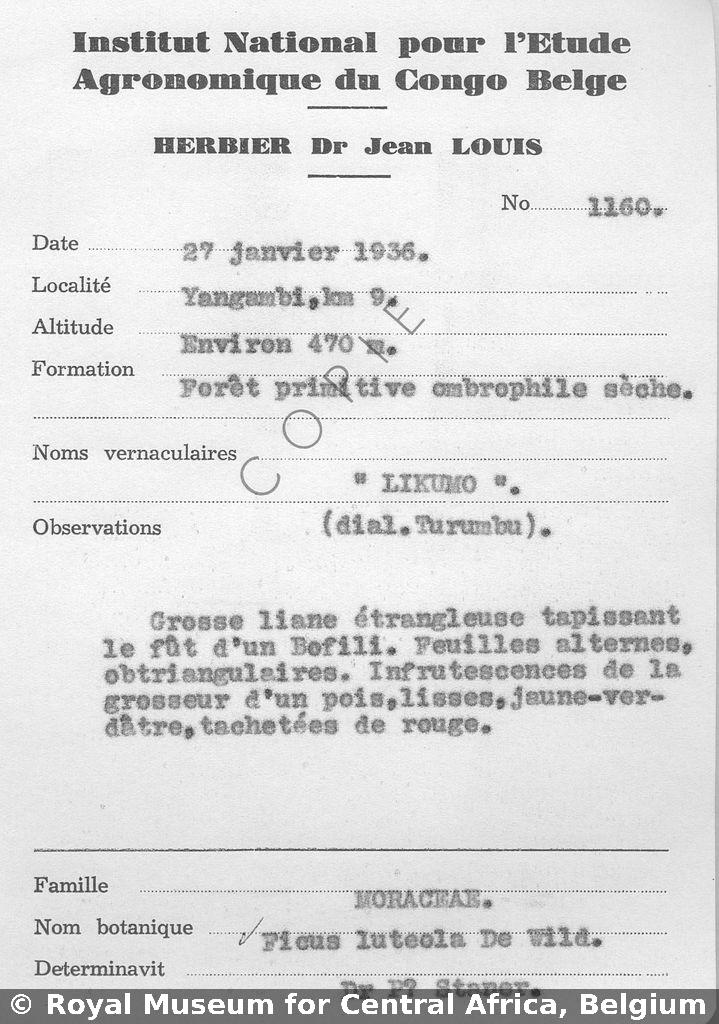 Institut National pour l'Etude
Agronomique du Congo Belge
HERBIER Dr Jean LOUIS
No 1160.
Date 27 janvier 1936.
Localité Yangambi,km 9.
Altitude Environ 470 m.
Formation Forêt primitive ombrophile sèche.
COPIE
Noms vernaculaires
" LIKUMO ".
Observations (dial.Turumbu).
Grosse liane étrangleuse tapissant
le fût d'un Bofili. Feuilles alternes,
obtriangulaires. Infrutescences de la
grosseur d'un pois,lisses,jaune-ver-
dâtre,tachetées de rouge.
Famille MORACEAE.
Nom botanique Ficus luteola De Wild.
Determinavit Dr P? Staner.
© Royal Museum for Central Africa, Belgium